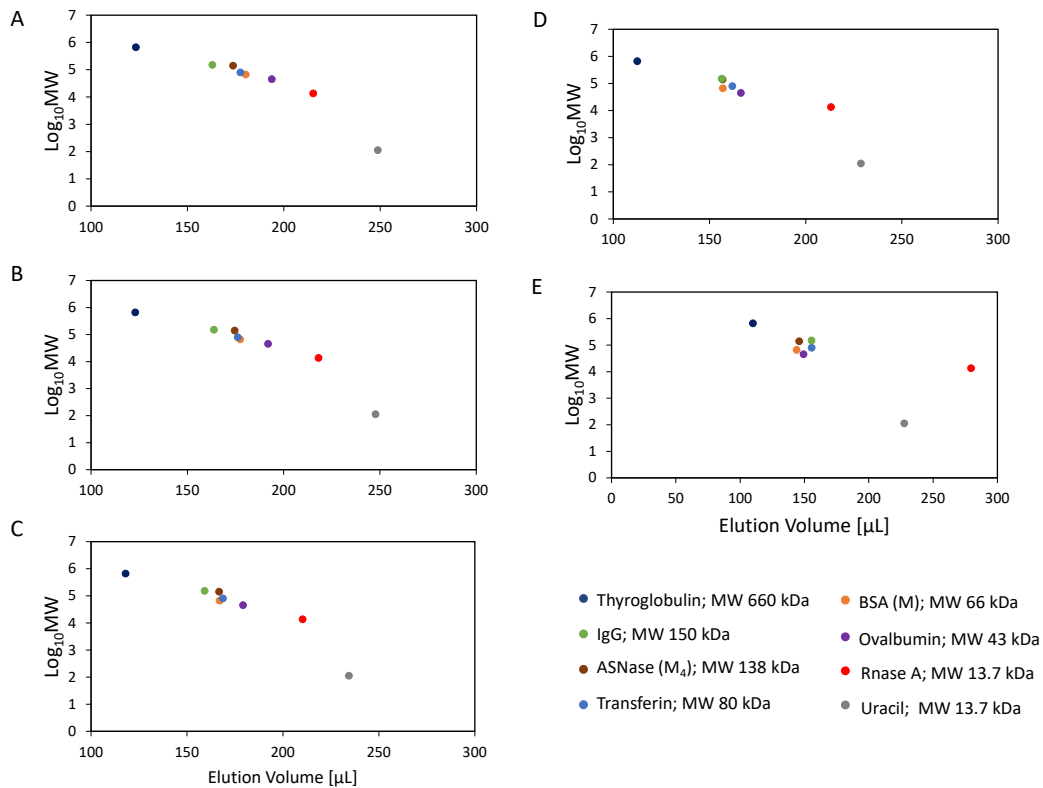 A
7
6
5
4
3
2
1
0
Log10MW
100 150 200 250 300
B
7
6
5
4
3
2
1
0
Log10MW
100 150 200 250 300
C
7
6
5
4
3
2
1
0
Log10MW
100 150 200 250 300
Elution Volume [µL]
D
7
6
5
4
3
2
1
0
Log10MW
100 150 200 250 300
E
7
6
5
4
3
2
1
0
Log10MW
0 50 100 150 200 250 300
Elution Volume [µL]
Thyroglobulin; MW 660 kDa
IgG; MW 150 kDa
ASNase (M4); MW 138 kDa
Transferin; MW 80 kDa
BSA (M); MW 66 kDa
Ovalbumin; MW 43 kDa
Rnase A; MW 13.7 kDa
Uracil; MW 13.7 kDa